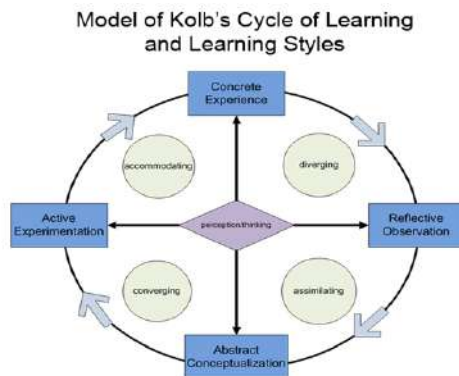 Model of Kolb's Cycle of Learning
and Learning Styles
Concrete
Experience
accommodating
diverging
Active
Experimentation
perception/thinking
Reflective
Observation
converging
assimilating
Abstract
Conceptualization